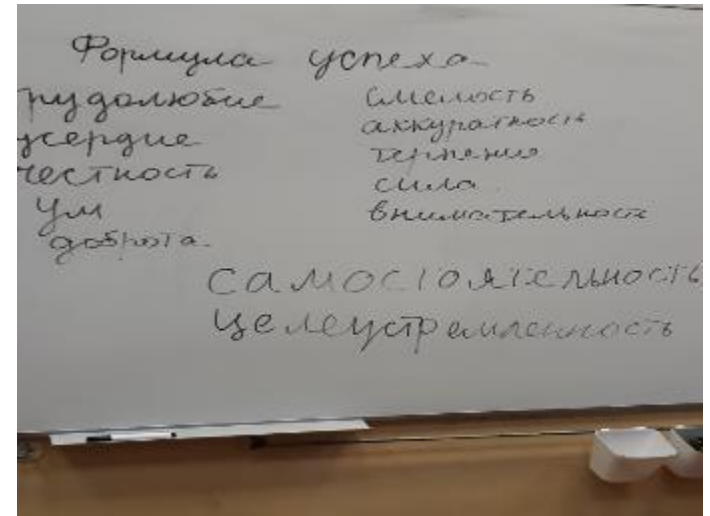 Формула успеха
трудолюбие
усердие
честность
ум
доброта.
смелость
аккуратность
терпение
сила
внимательность
самостоятельность
целеустремленность